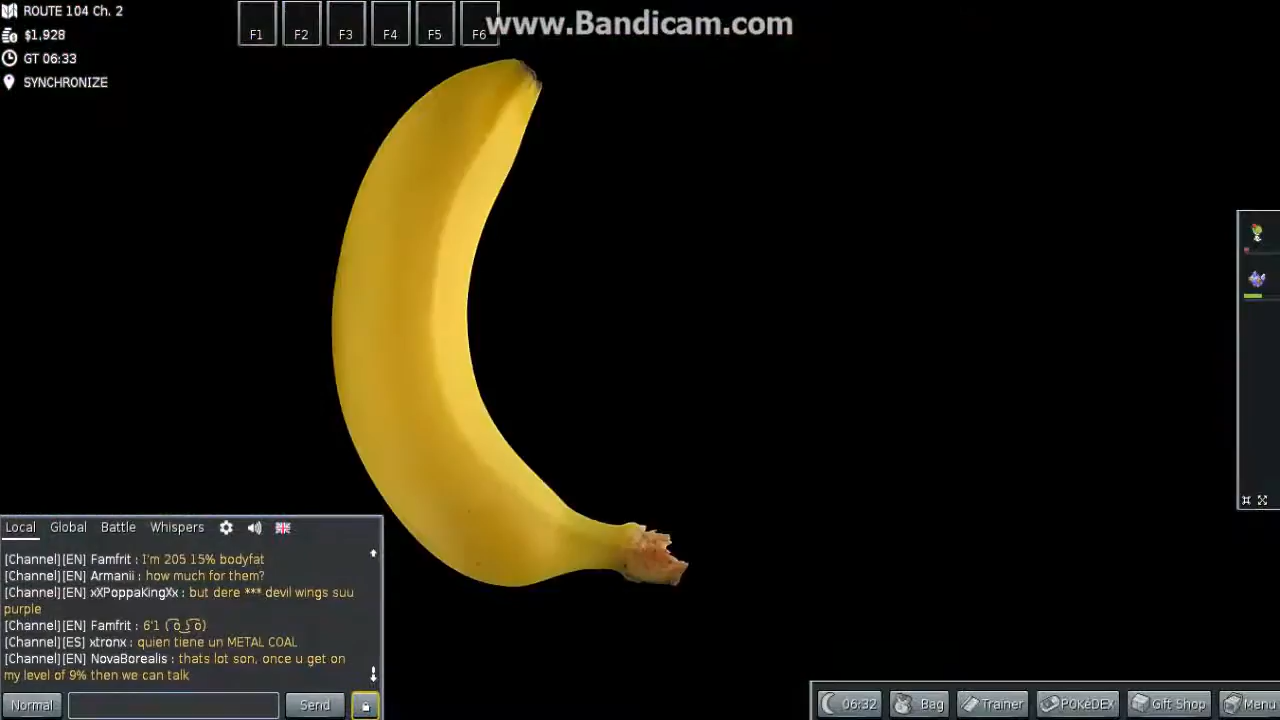 ROUTE 104 Ch. 2
$1,928
GT 06:33
SYNCHRONIZE
F1 F2 F3 F4 F5 F6
www.Bandicam.com
Local Global Battle Whispers
[Channel][EN] Famfrit : I'm 205 15% bodyfat
[Channel][EN] Armanii : how much for them?
[Channel][EN] xXPoppaKingXx : but dere *** devil wings suu
purple
[Channel][EN] Famfrit : 6'1 ( ͡o ͜ʖ ͡o)
[Channel][ES] xtronx : quien tiene un METAL COAL
[Channel][EN] NovaBorealis : thats lot son, once u get on
my level of 9% then we can talk
Normal Send
06:32 Bag Trainer POKéDEX Gift Shop Menu